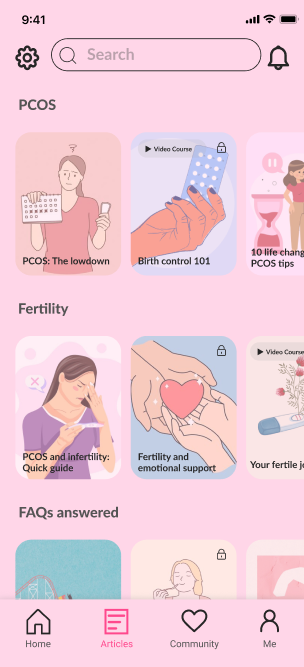 9:41
Search
PCOS
Video Course
PCOS: The lowdown
Birth control 101
10 life chang
PCOS tips
Fertility
Video Course
PCOS and infertility:
Quick guide
Fertility and
emotional support
Your fertile jo
FAQs answered
Home
Articles
Community
Me